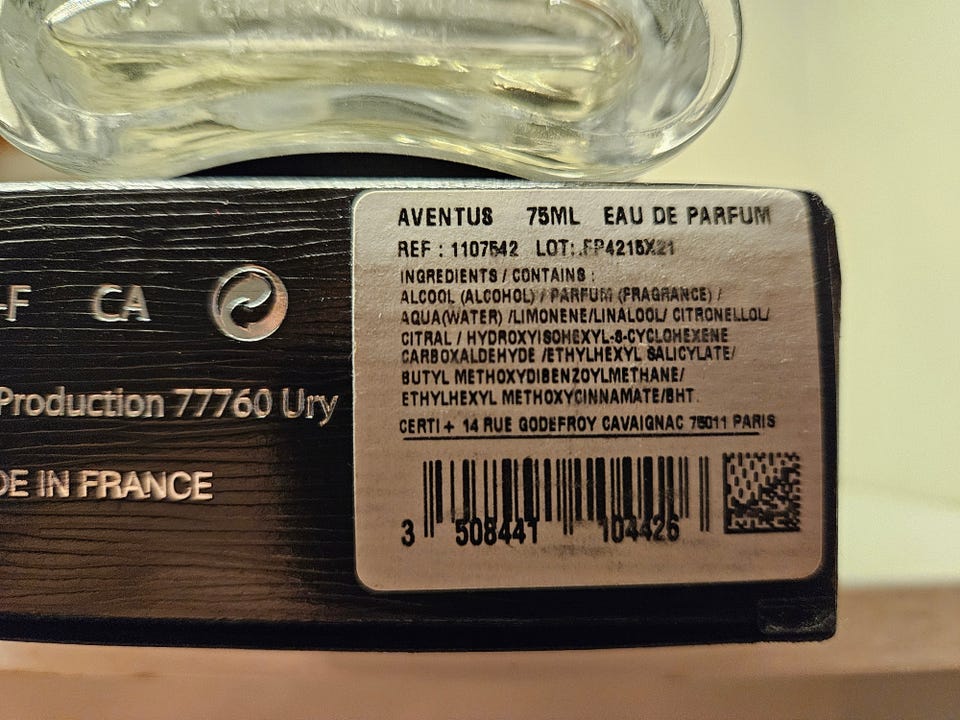 -F CA
Production 77760 Ury
DE IN FRANCE
AVENTUS 75ML EAU DE PARFUM
REF : 1107542 LOT: FP4215X21
INGREDIENTS / CONTAINS :
ALCOOL (ALCOHOL) / PARFUM (FRAGRANCE) /
AQUA(WATER) /LIMONENE/LINALOOL/ CITRONELLOL/
CITRAL / HYDROXYISOHEXYL-3-CYCLOHEXENE
CARBOXALDEHYDE /ETHYLHEXYL SALICYLATE/
BUTYL METHOXYDIBENZOYLMETHANE/
ETHYLHEXYL METHOXYCINNAMATE/BHT.
CERTI+ 14 RUE GODEFROY CAVAIGNAC 75011 PARIS
3 508441 104426